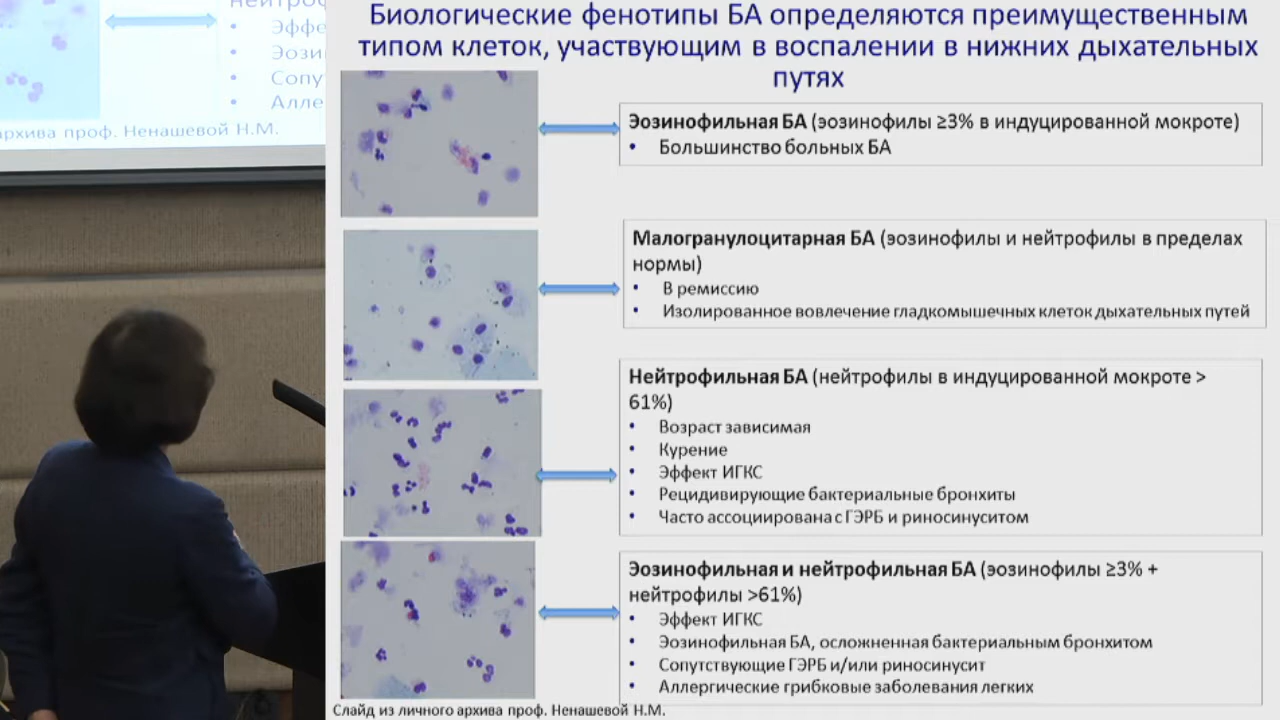 нейтроф
Эффе
Эози
Сопу
Алле
архива проф. Ненашевой Н.М.
Биологические фенотипы БА определяются преимущественным
типом клеток, участвующим в воспалении в нижних дыхательных
путях
Эозинофильная БА (эозинофилы ≥3% в индуцированной мокроте)
• Большинство больных БА
Малогранулоцитарная БА (эозинофилы и нейтрофилы в пределах
нормы)
• В ремиссию
• Изолированное вовлечение гладкомышечных клеток дыхательных путей
Нейтрофильная БА (нейтрофилы в индуцированной мокроте >
61%)
• Возраст зависимая
• Курение
• Эффект ИГКС
• Рецидивирующие бактериальные бронхиты
• Часто ассоциирована с ГЭРБ и риносинуситом
Эозинофильная и нейтрофильная БА (эозинофилы ≥3% +
нейтрофилы >61%)
• Эффект ИГКС
• Эозинофильная БА, осложненная бактериальным бронхитом
• Сопутствующие ГЭРБ и/или риносинусит
• Аллергические грибковые заболевания легких
Слайд из личного архива проф. Ненашевой Н.М.